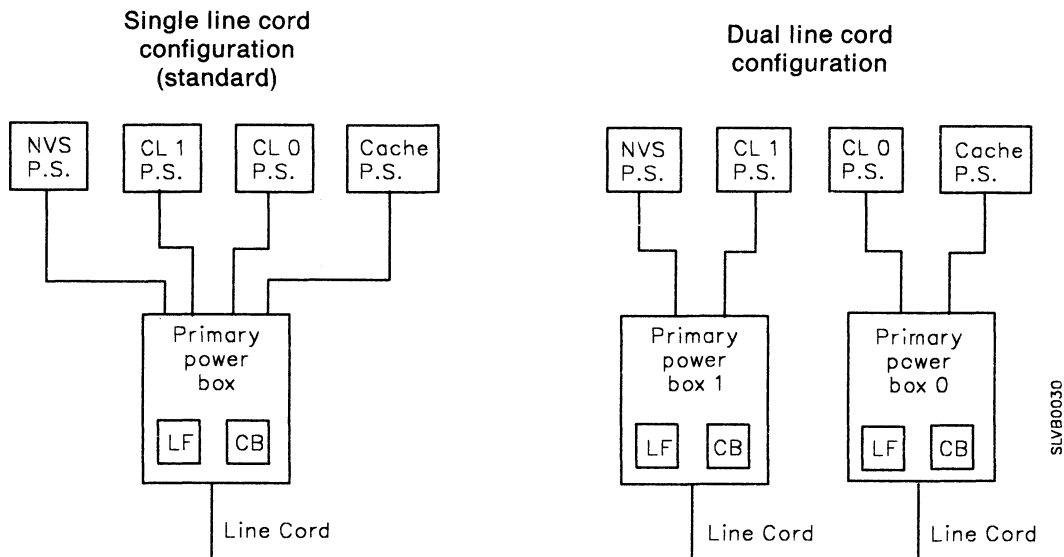 Single line cord
configuration
(standard)
NVS
P.S.
CL 1
P.S.
CL 0
P.S.
Cache
P.S.
Primary
power
box
LF
CB
Line Cord
Dual line cord
configuration
NVS
P.S.
CL 1
P.S.
CL 0
P.S.
Cache
P.S.
Primary
power
box 1
LF
CB
Line Cord
Primary
power
box 0
LF
CB
Line Cord
SLVB0030